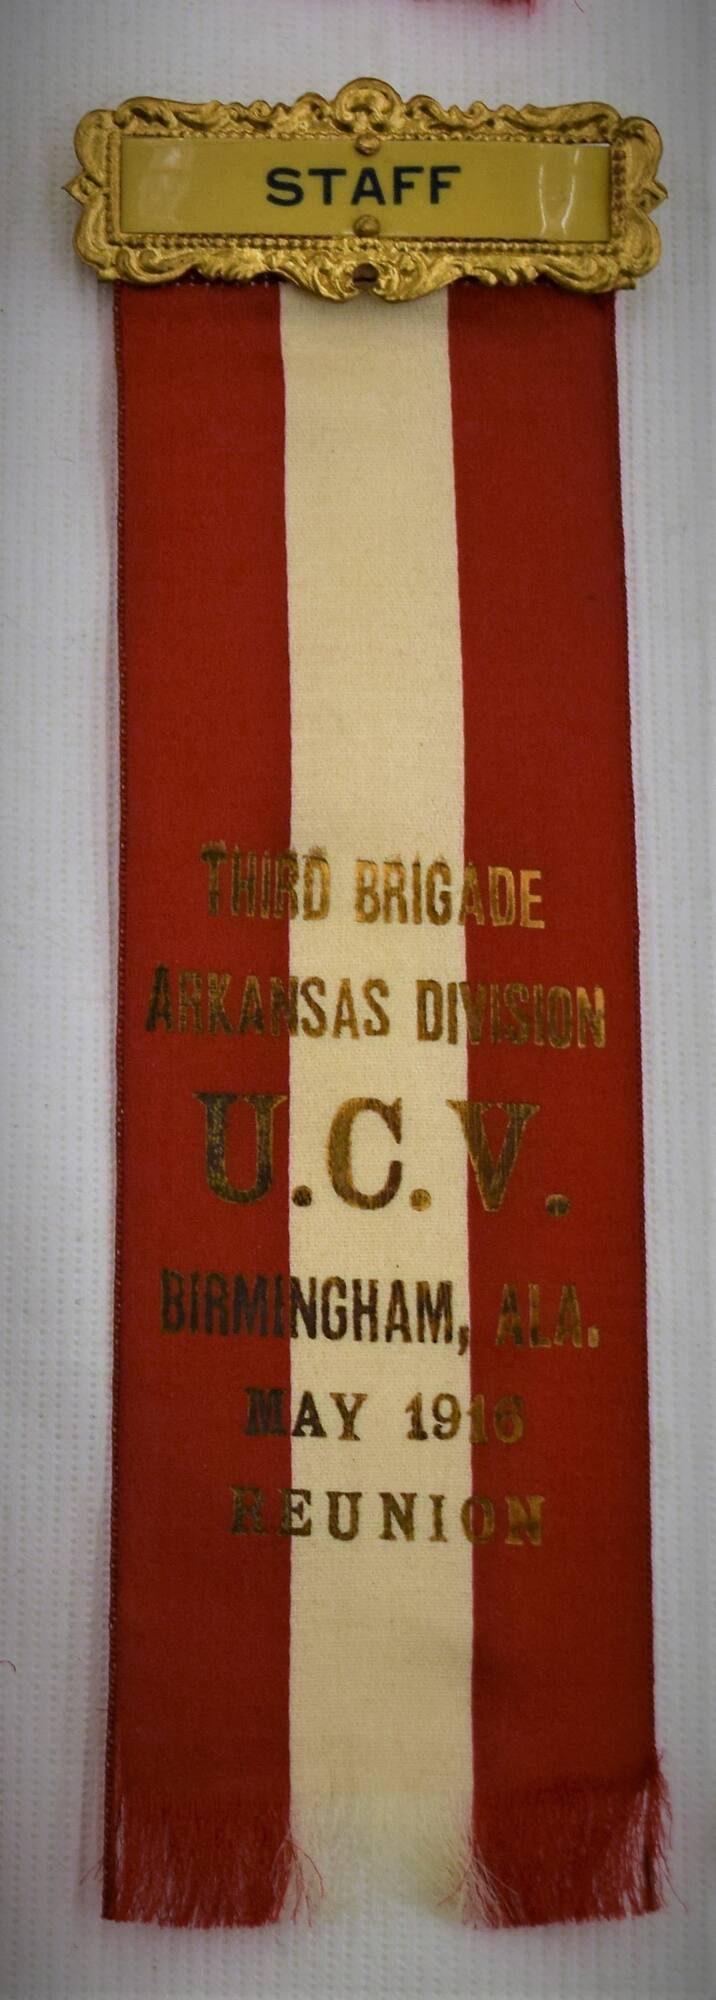 STAFF
THIRD BRIGADE
ARKANSAS DIVISION
U.C.V.
BIRMINGHAM, ALA.
MAY 1916
REUNION